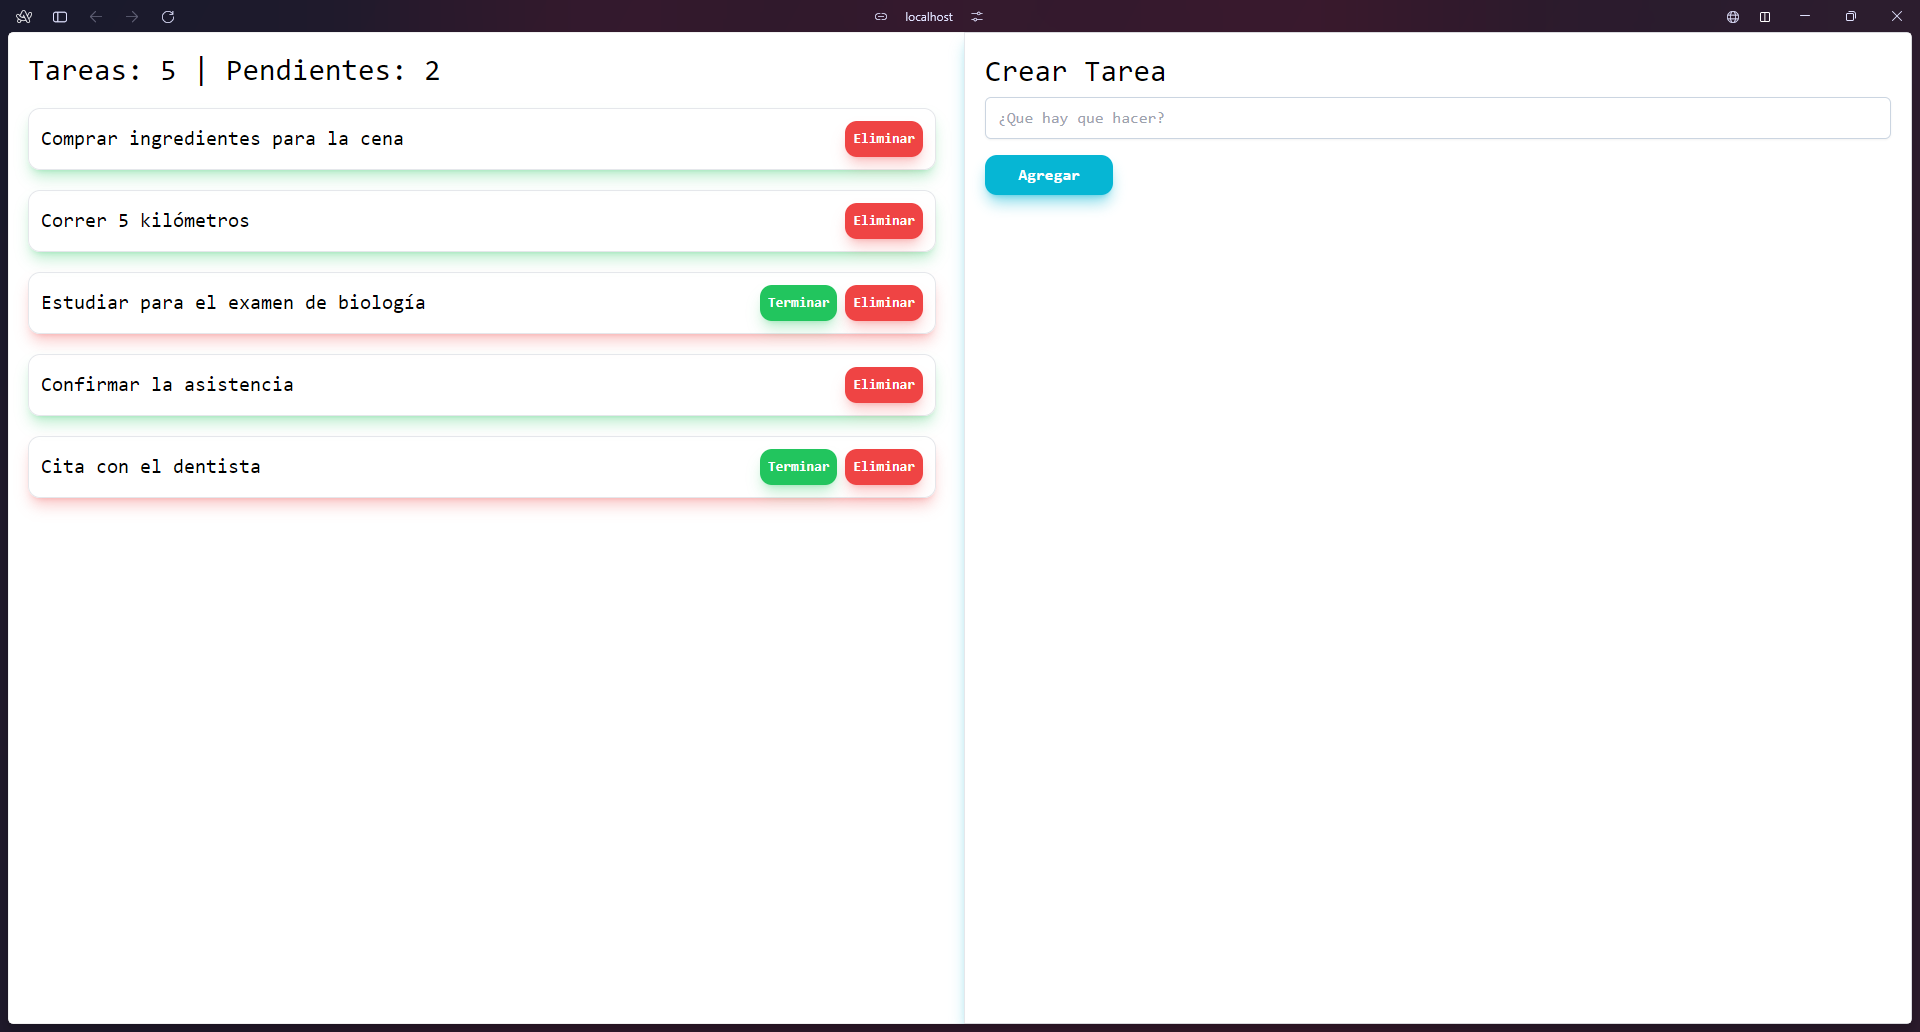 localhost
Tareas: 5 | Pendientes: 2
Comprar ingredientes para la cena
Eliminar
Correr 5 kilómetros
Eliminar
Estudiar para el examen de biología
Terminar Eliminar
Confirmar la asistencia
Eliminar
Cita con el dentista
Terminar Eliminar
Crear Tarea
¿Que hay que hacer?
Agregar